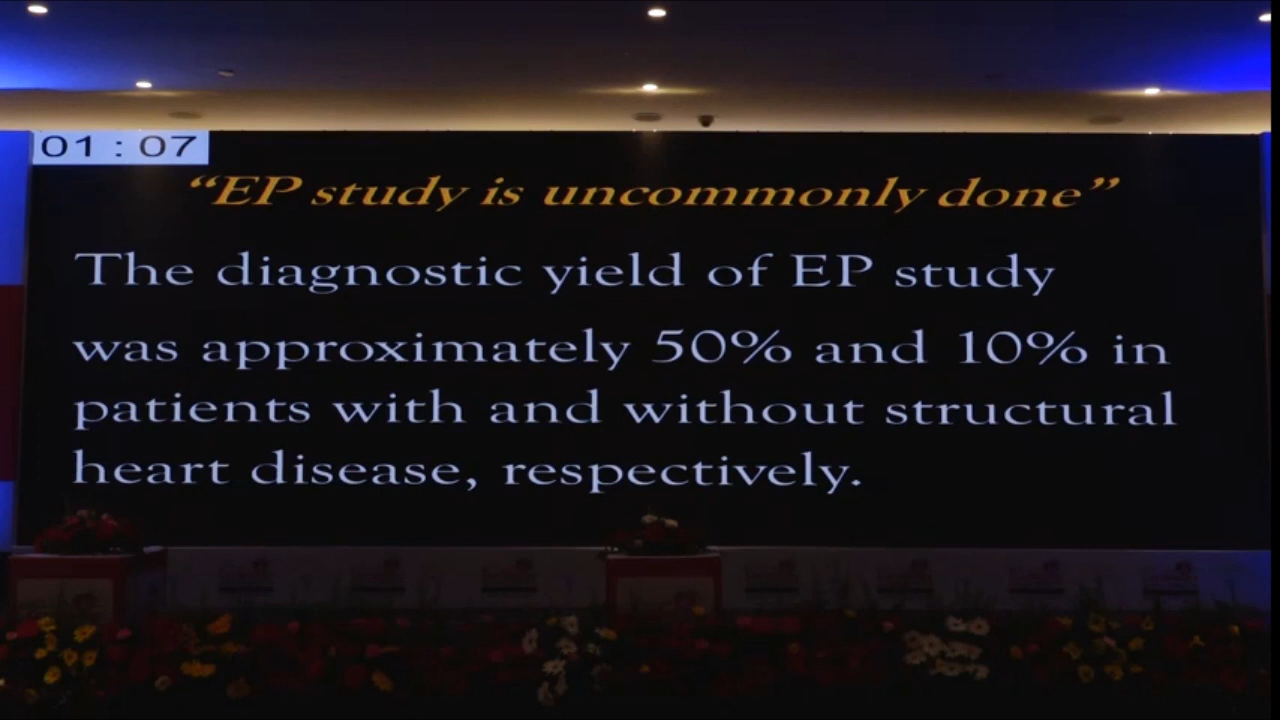 01 : 07
“EP study is uncommonly done”
The diagnostic yield of EP study
was approximately 50% and 10% in
patients with and without structural
heart disease, respectively.